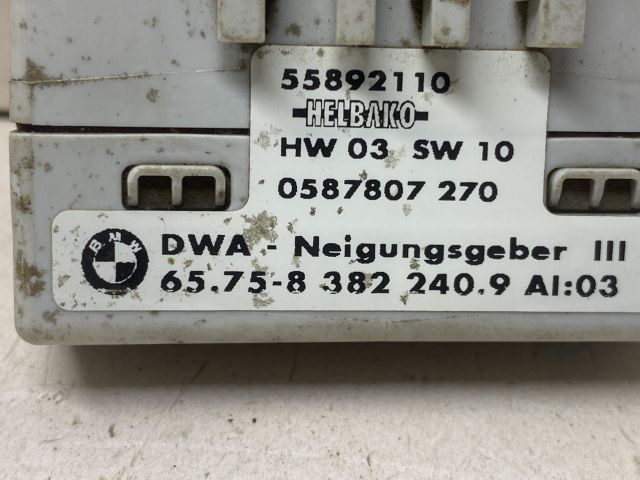 55892110
HELBAKO
HW 03 SW 10
0587807 270
BMW
DWA - Neigungsgeber III
65.75-8 382 240.9 AI:03